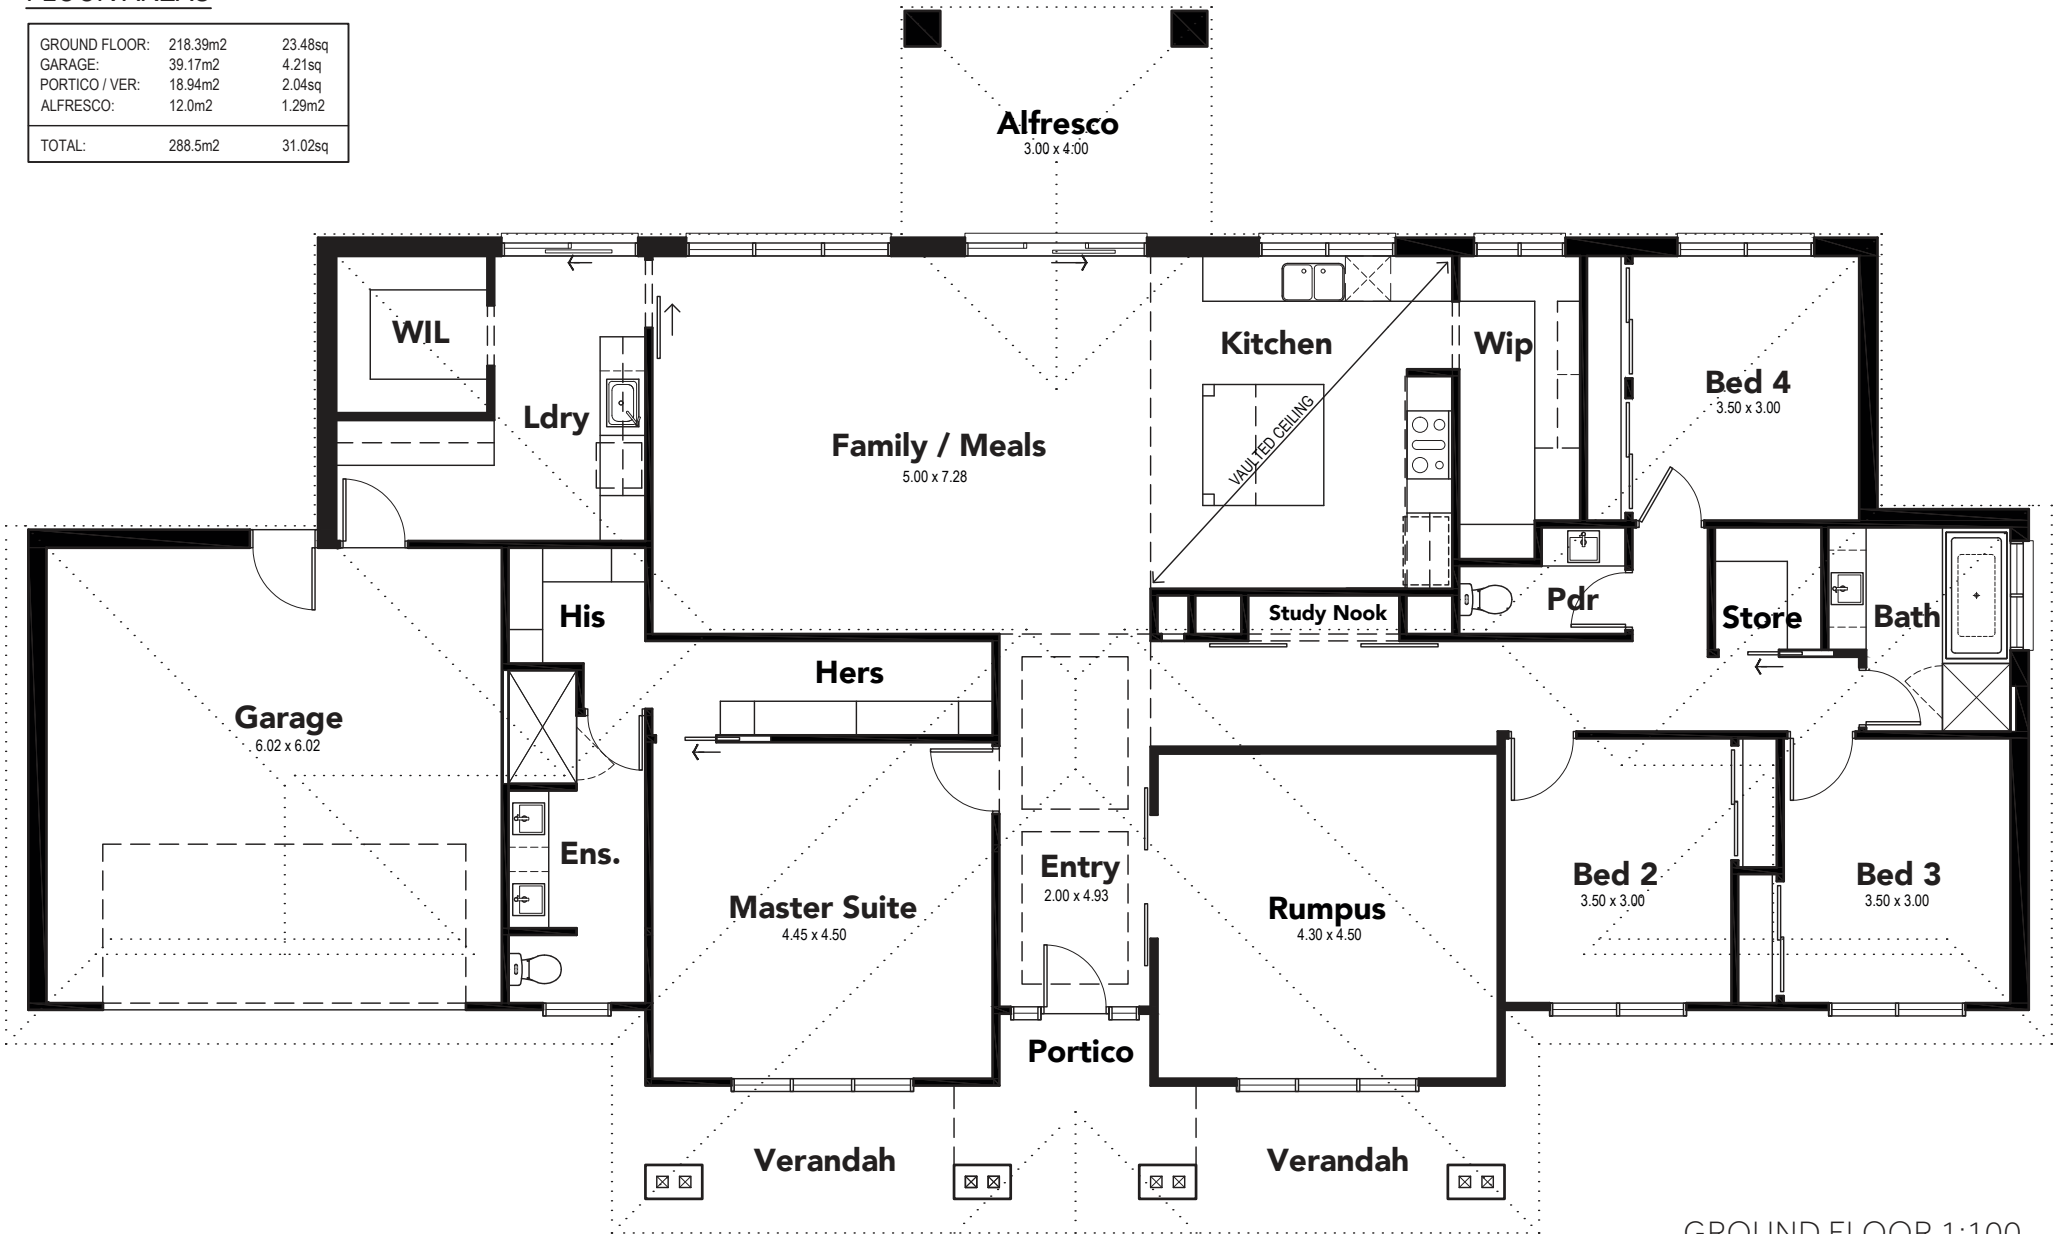 GROUND FLOOR: 218.39m2 23.48sq
GARAGE: 39.17m2 4.21sq
PORTICO / VER: 18.94m2 2.04sq
ALFRESCO: 12.0m2 1.29m2
TOTAL: 288.5m2 31.02sq
Alfresco
3.00 x 4.00
WIL
Ldry
Family / Meals
5.00 x 7.28
Kitchen
VAULTED CEILING
Wip
Bed 4
3.50 x 3.00
His
Hers
Study Nook
Pdr
Store
Bath
Garage
6.02 x 6.02
Ens.
Master Suite
4.45 x 4.50
Entry
2.00 x 4.93
Rumpus
4.30 x 4.50
Bed 2
3.50 x 3.00
Bed 3
3.50 x 3.00
Portico
Verandah
Verandah
GROUND FLOOR 1:100